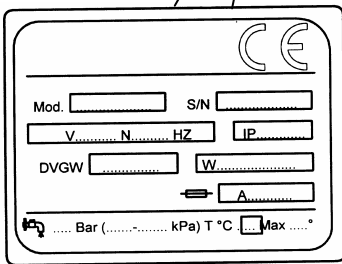 CE
Mod. ............... S/N ...............
V........... N.......... HZ IP............
DVGW ............... W......................
A............
..... Bar (.......-........ kPa) T °C .... Max .....°